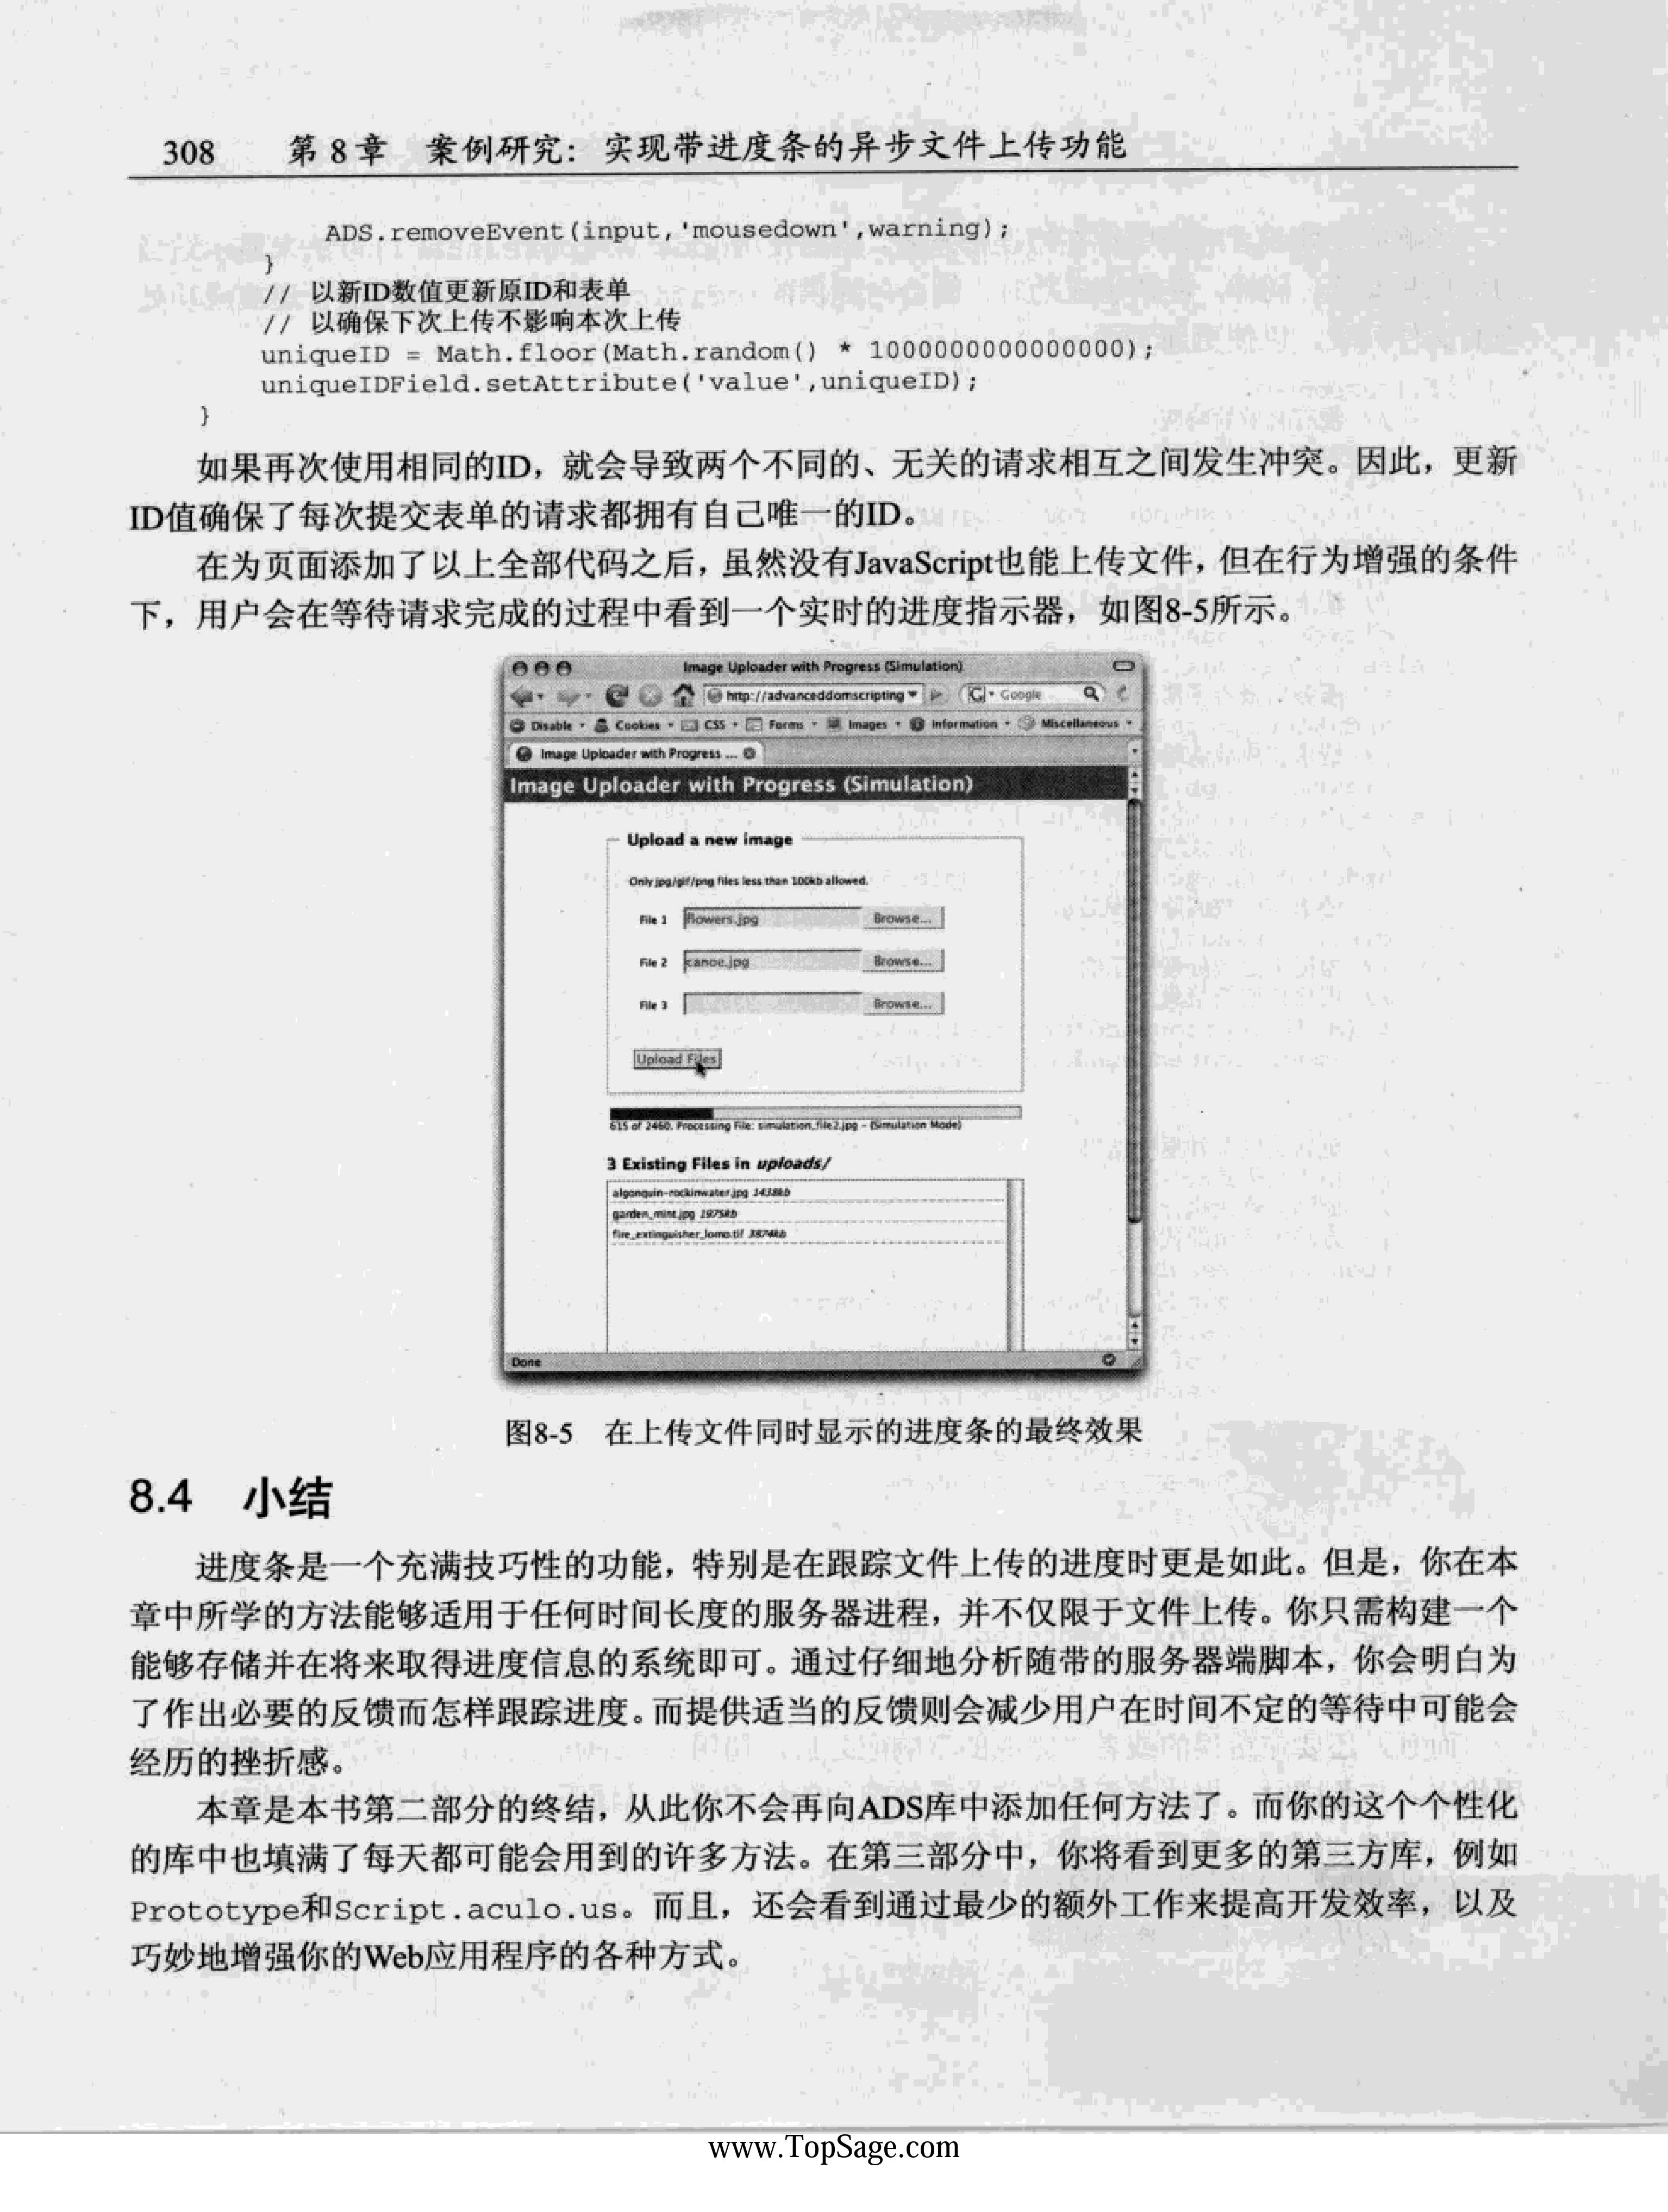 308 第 8 章 案例研究：实现带进度条的异步文件上传功能
ADS.removeEvent(input,'mousedown',warning);
}
// 以新ID数值更新原ID和表单
// 以确保下次上传不影响本次上传
uniqueID = Math.floor(Math.random() * 1000000000000000);
uniqueIDField.setAttribute('value',uniqueID);
}
如果再次使用相同的ID，就会导致两个不同的、无关的请求相互之间发生冲突。因此，更新
ID值确保了每次提交表单的请求都拥有自己唯一的ID。
在为页面添加了以上全部代码之后，虽然没有JavaScript也能上传文件，但在行为增强的条件
下，用户会在等待请求完成的过程中看到一个实时的进度指示器，如图8-5所示。
Image Uploader with Progress (Simulation)
http://advanceddomscripting
G Google
Disable Cookies CSS Forms Images Information Miscellaneous
Image Uploader with Progress ...
Image Uploader with Progress (Simulation)
Upload a new image
Only jpg/gif/png files less than 100kb allowed.
File 1 flowers.jpg Browse...
File 2 canoe.jpg Browse...
File 3 Browse...
Upload Files
615 of 2460. Processing File: simulation_file2.jpg - (Simulation Mode)
3 Existing Files in uploads/
algonquin-rockinwater.jpg 1438kb
garden_mint.jpg 1975kb
fire_extinguisher_lomo.tif 3874kb
Done
图8-5 在上传文件同时显示的进度条的最终效果
8.4 小结
进度条是一个充满技巧性的功能，特别是在跟踪文件上传的进度时更是如此。但是，你在本
章中所学的方法能够适用于任何时间长度的服务器进程，并不仅限于文件上传。你只需构建一个
能够存储并在将来取得进度信息的系统即可。通过仔细地分析随带的服务器端脚本，你会明白为
了作出必要的反馈而怎样跟踪进度。而提供适当的反馈则会减少用户在时间不定的等待中可能会
经历的挫折感。
本章是本书第二部分的终结，从此你不会再向ADS库中添加任何方法了。而你的这个个性化
的库中也填满了每天都可能会用到的许多方法。在第三部分中，你将看到更多的第三方库，例如
Prototype和Script.aculo.us。而且，还会看到通过最少的额外工作来提高开发效率，以及
巧妙地增强你的Web应用程序的各种方式。
www.TopSage.com